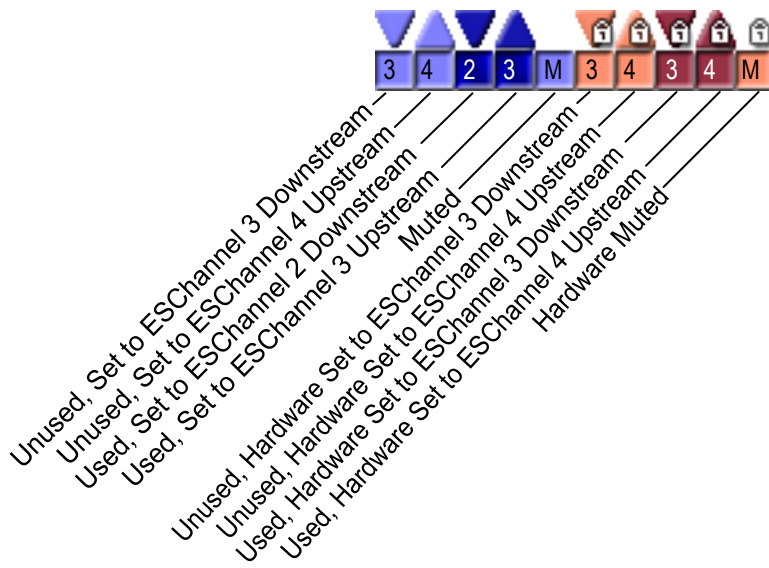 3 4 2 3 M 3 4 3 4 M
Unused, Set to ESChannel 3 Downstream
Unused, Set to ESChannel 4 Upstream
Used, Set to ESChannel 2 Downstream
Used, Set to ESChannel 3 Upstream
Muted
Unused, Hardware Set to ESChannel 3 Downstream
Unused, Hardware Set to ESChannel 4 Upstream
Used, Hardware Set to ESChannel 3 Downstream
Used, Hardware Set to ESChannel 4 Upstream
Hardware Muted